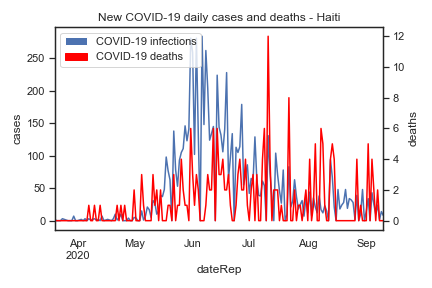 New COVID-19 daily cases and deaths - Haiti
COVID-19 infections
COVID-19 deaths
cases
250
200
150
100
50
0
deaths
12
10
8
6
4
2
0
Apr
2020
May
Jun
Jul
Aug
Sep
dateRep